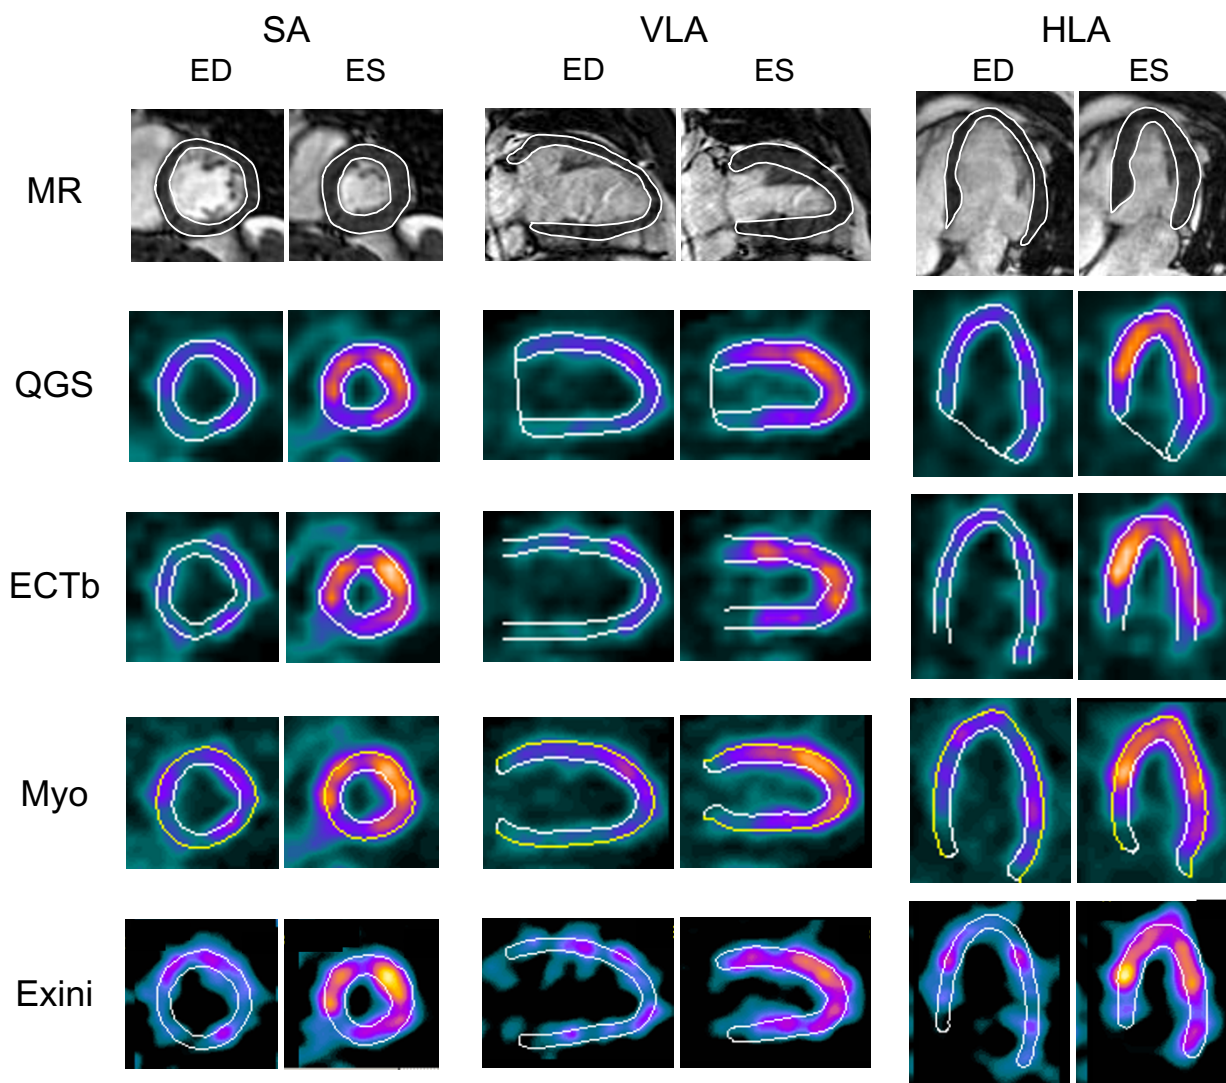 SA VLA HLA
ED ES ED ES ED ES
MR
QGS
ECTb
Myo
Exini